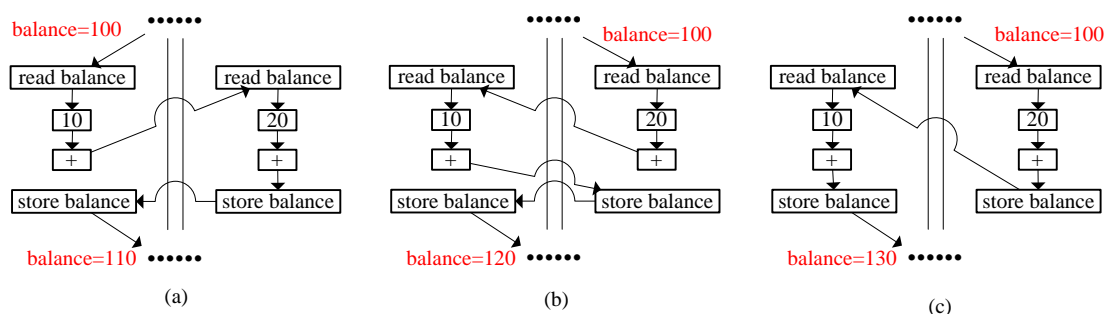 balance=100
read balance
read balance
10
20
+
+
store balance
store balance
balance=110
(a)
balance=100
read balance
read balance
10
20
+
+
store balance
store balance
balance=120
(b)
balance=100
read balance
read balance
10
20
+
+
store balance
store balance
balance=130
(c)